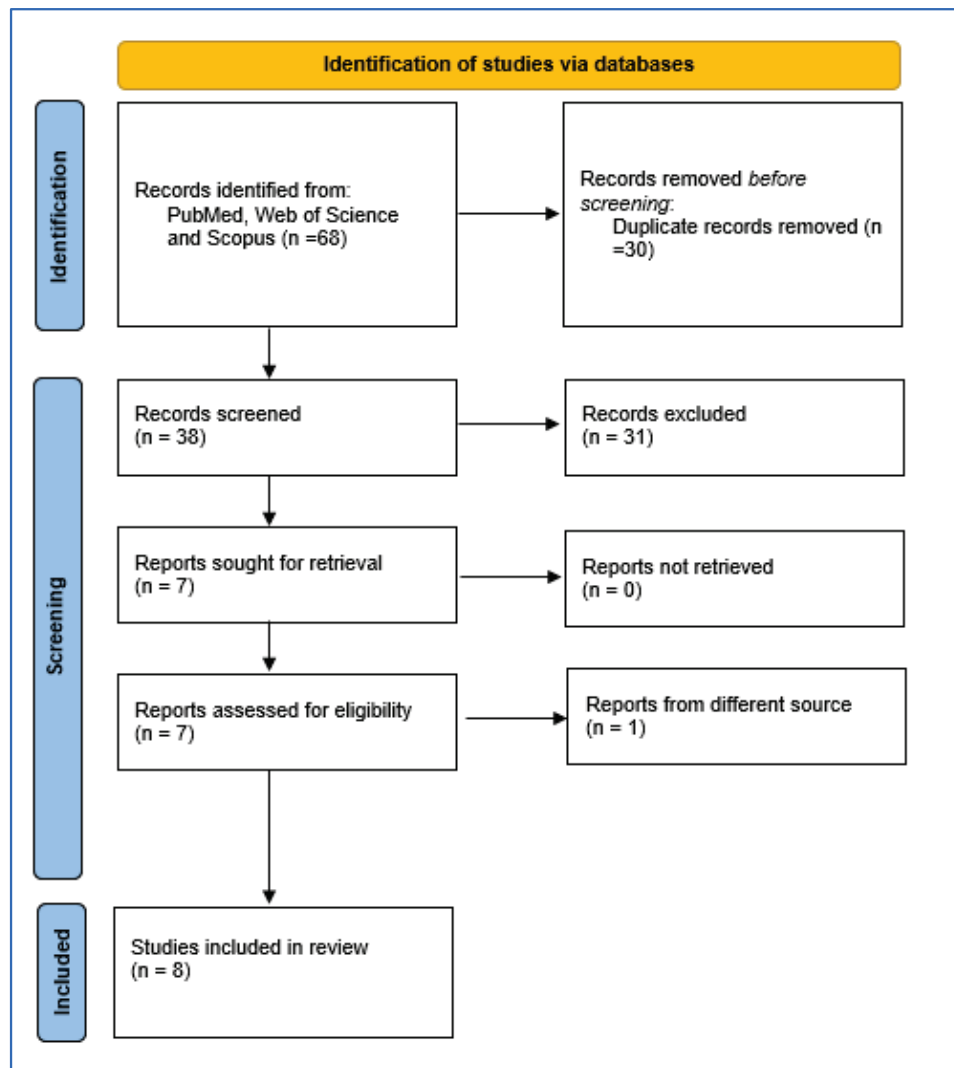 Identification of studies via databases
Identification
Records identified from:
PubMed, Web of Science
and Scopus (n =68)
Records removed before
screening:
Duplicate records removed (n
=30)
Screening
Records screened
(n = 38)
Records excluded
(n = 31)
Reports sought for retrieval
(n = 7)
Reports not retrieved
(n = 0)
Reports assessed for eligibility
(n = 7)
Reports from different source
(n = 1)
Included
Studies included in review
(n = 8)